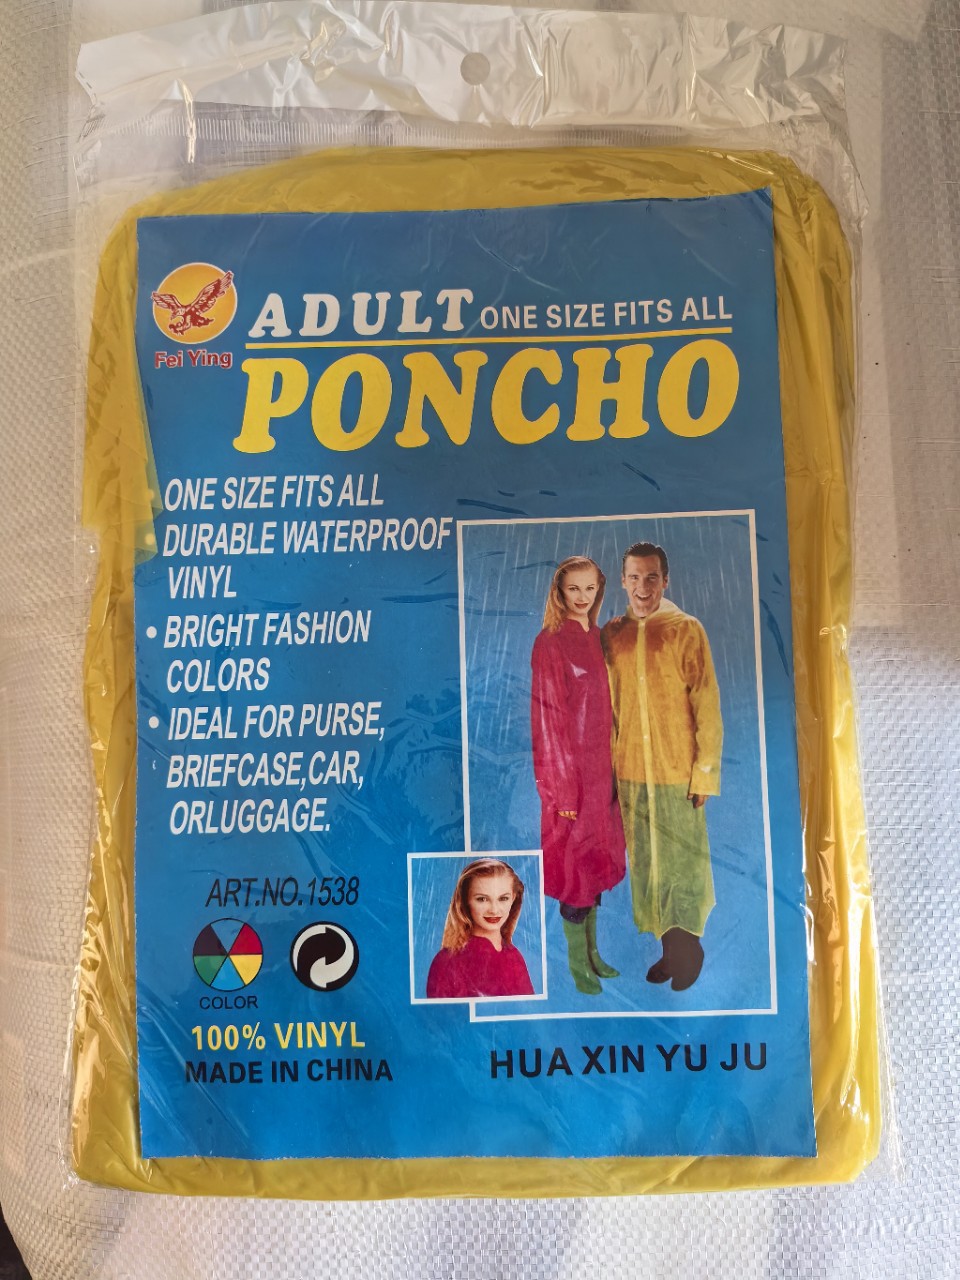 Fei Ying
ADULT ONE SIZE FITS ALL
PONCHO
• ONE SIZE FITS ALL
• DURABLE WATERPROOF
VINYL
• BRIGHT FASHION
COLORS
• IDEAL FOR PURSE,
BRIEFCASE,CAR,
ORLUGGAGE.
ART.NO.1538
COLOR
100% VINYL
MADE IN CHINA
HUA XIN YU JU